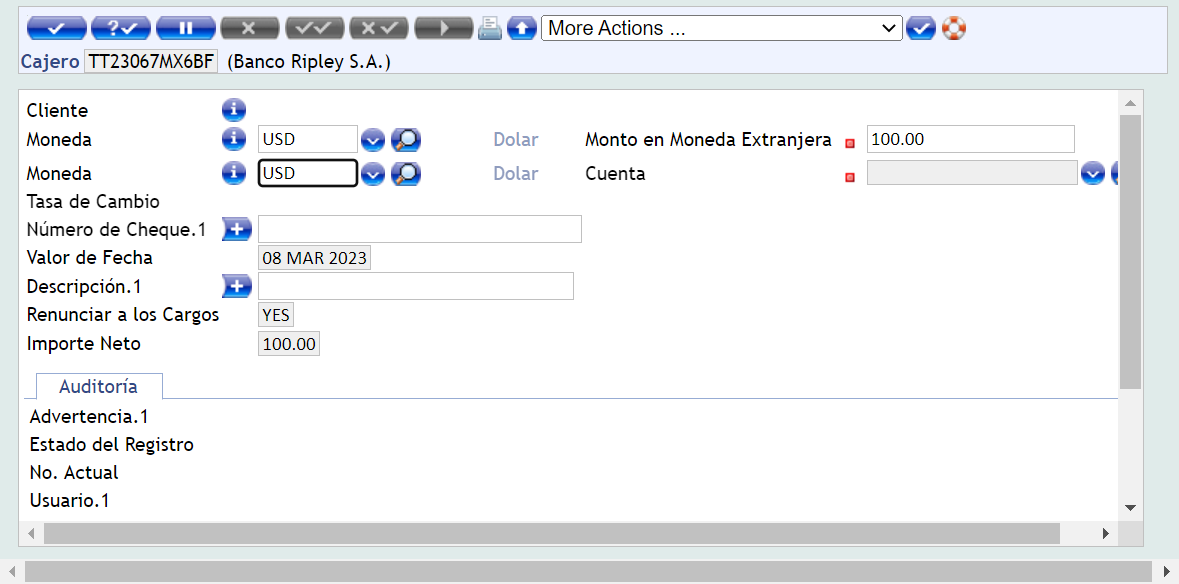 More Actions ...
Cajero TT23067MX6BF (Banco Ripley S.A.)
Cliente
Moneda USD Dolar Monto en Moneda Extranjera 100.00
Moneda USD Dolar Cuenta
Tasa de Cambio
Número de Cheque.1
Valor de Fecha 08 MAR 2023
Descripción.1
Renunciar a los Cargos YES
Importe Neto 100.00
Auditoría
Advertencia.1
Estado del Registro
No. Actual
Usuario.1